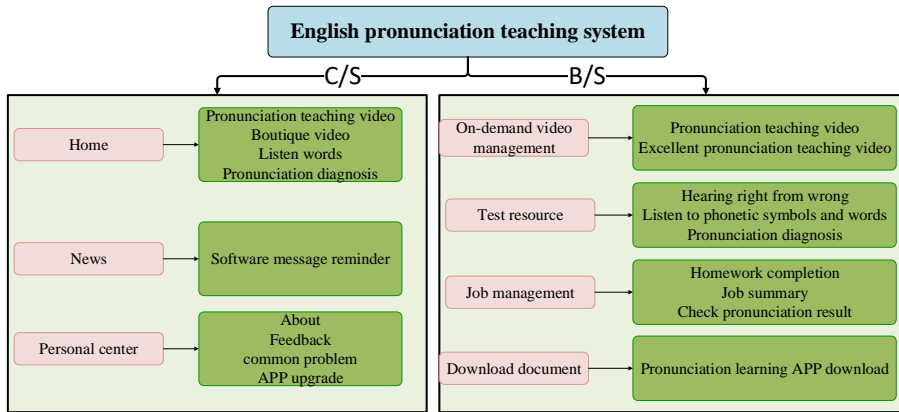 English pronunciation teaching system
C/S
B/S
Home
Pronunciation teaching video
Boutique video
Listen words
Pronunciation diagnosis
News
Software message reminder
Personal center
About
Feedback
common problem
APP upgrade
On-demand video
management
Pronunciation teaching video
Excellent pronunciation teaching video
Test resource
Hearing right from wrong
Listen to phonetic symbols and words
Pronunciation diagnosis
Job management
Homework completion
Job summary
Check pronunciation result
Download document
Pronunciation learning APP download